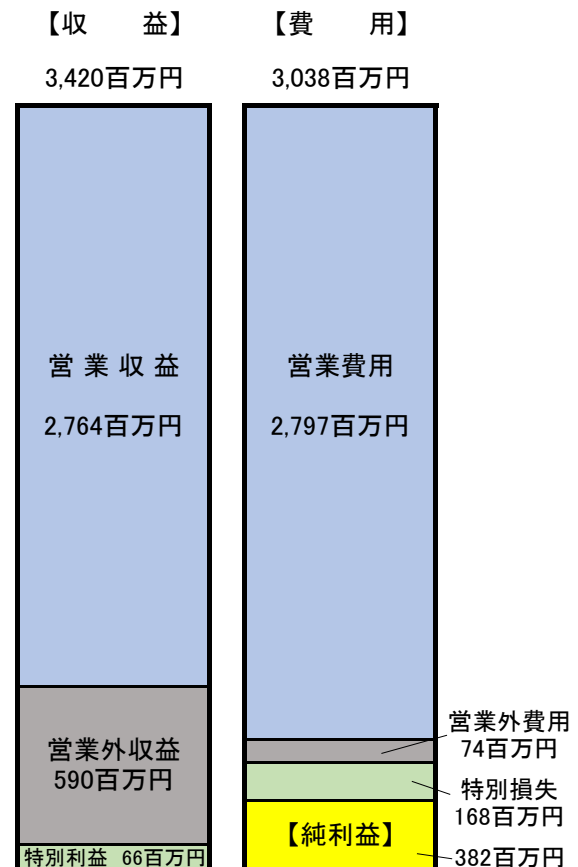 【収　　益】
3,420百万円
営 業 収 益
2,764百万円
営業外収益
590百万円
特別利益 66百万円
【費　　用】
3,038百万円
営業費用
2,797百万円
営業外費用
74百万円
特別損失
168百万円
【純利益】
382百万円